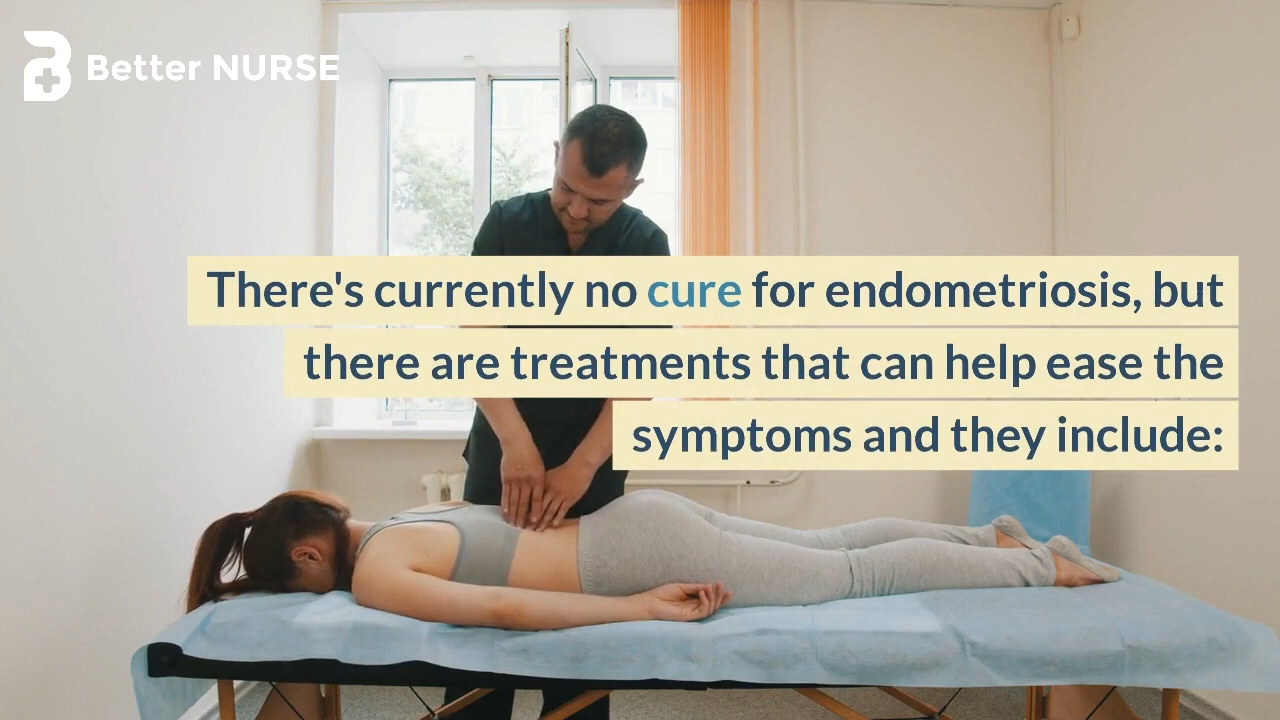 Better NURSE
There's currently no cure for endometriosis, but
there are treatments that can help ease the
symptoms and they include: